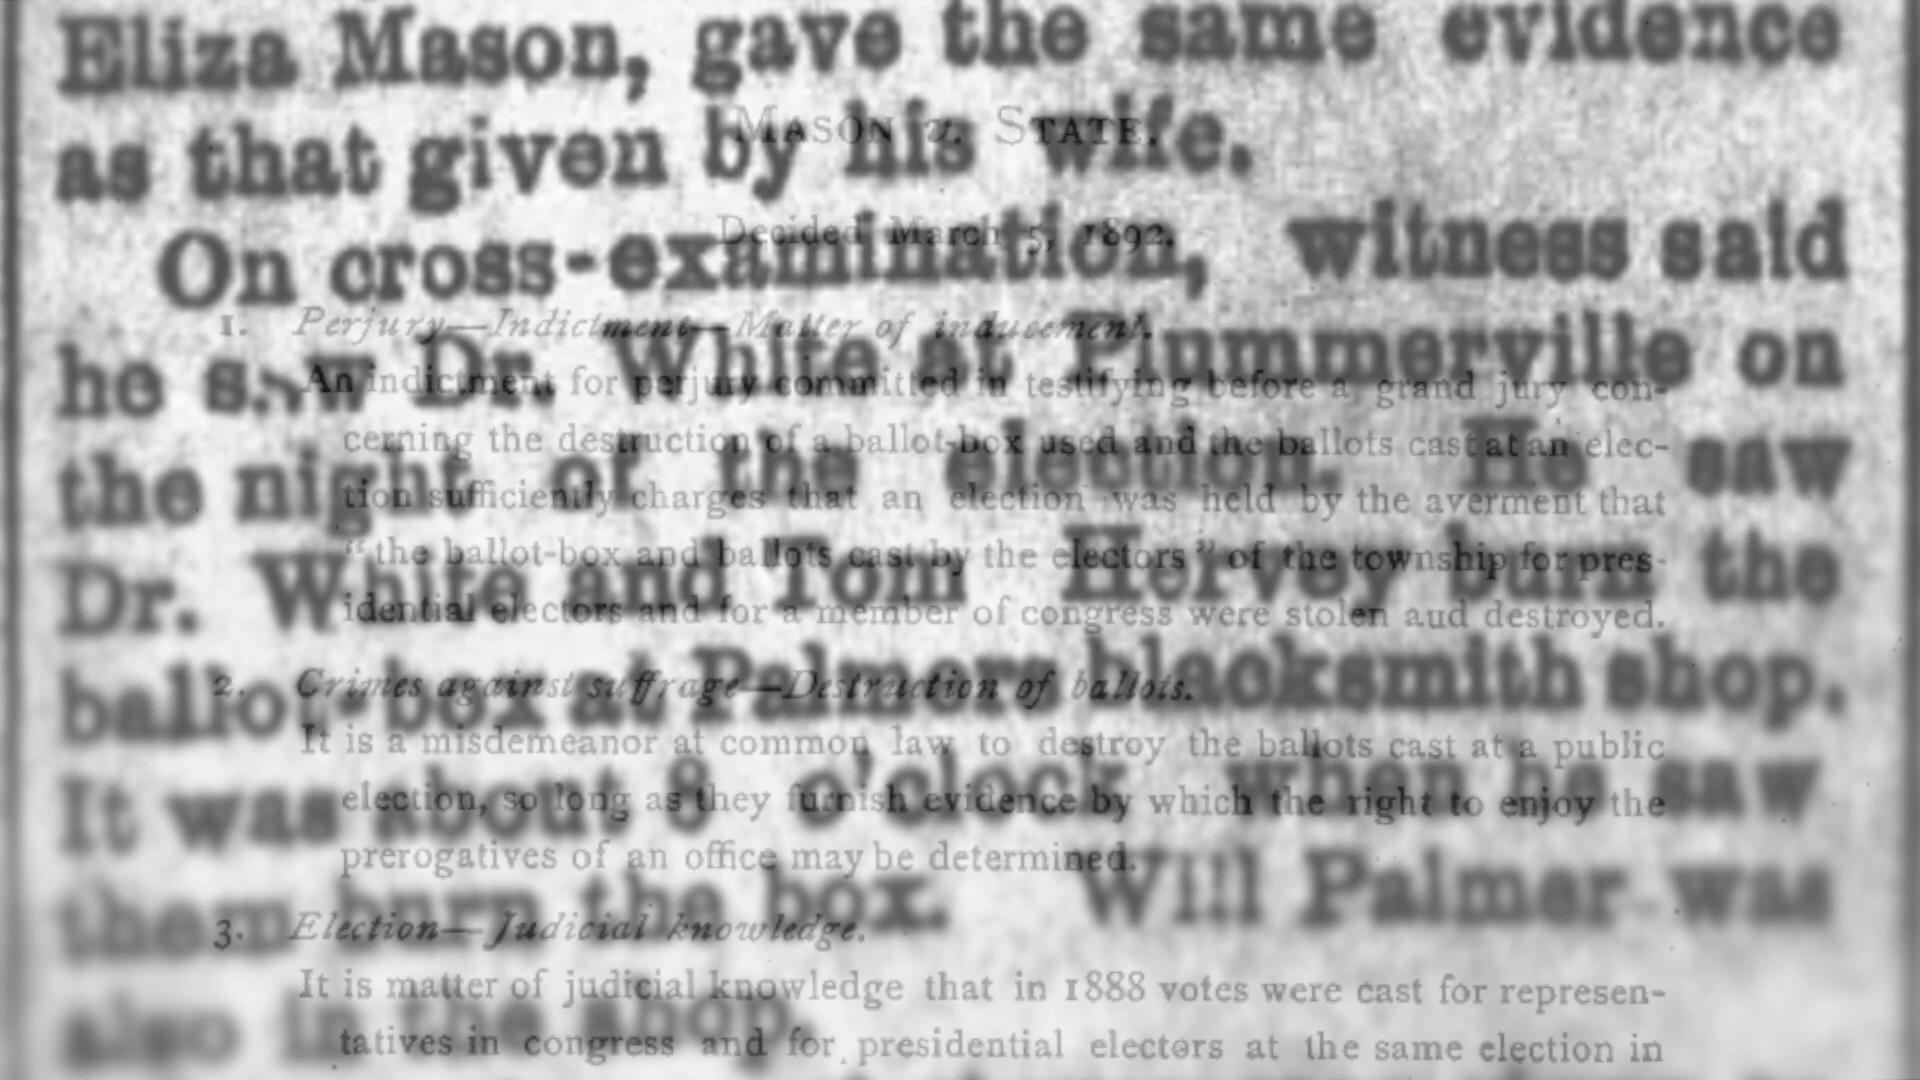 Eliza Mason, gave the same evidence
as that given by his wife.
On cross-examination, witness said
he saw Dr. White at Plummerville on
the night of the election. He saw
Dr. White and Tom Hervey burn the
ballot-box at Palmers blacksmith shop.
It was about 8 o'clock when he saw
them burn the box. Will Palmer was
also in the shop.
MASON v. STATE.
Decided March 5, 1892.
1. Perjury—Indictment—Matter of inducement.
An indictment for perjury committed in testifying before a grand jury con-
cerning the destruction of a ballot-box used and the ballots cast at an elec-
tion sufficiently charges that an election was held by the averment that
"the ballot-box and ballots cast by the electors" of the township for pres-
idential electors and for a member of congress were stolen aud destroyed.
2. Crimes against suffrage—Destruction of ballots.
It is a misdemeanor at common law to destroy the ballots cast at a public
election, so long as they furnish evidence by which the right to enjoy the
prerogatives of an office may be determined.
3. Election—Judicial knowledge.
It is matter of judicial knowledge that in 1888 votes were cast for represen-
tatives in congress and for presidential electors at the same election in